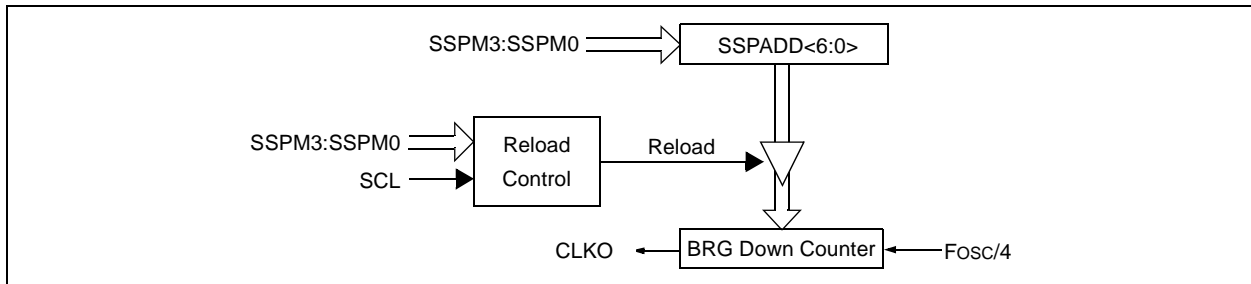 SSPM3:SSPM0
SSPADD<6:0>
SSPM3:SSPM0
SCL
Reload
Control
Reload
CLKO
BRG Down Counter
FOSC/4